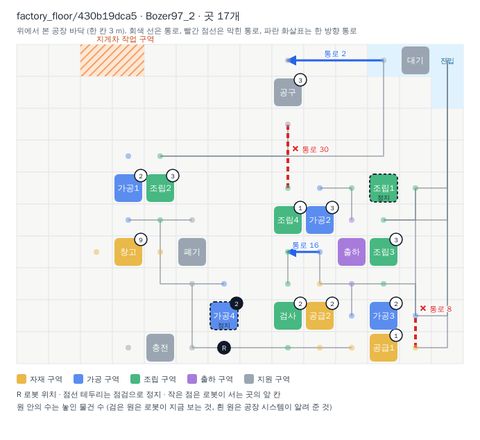 factory_floor/430b19dca5 · Bozer97_2 · 곳 17개
위에서 본 공장 바닥 (한 칸 3 m), 회색 선은 통로, 빨간 점선은 막힌 통로, 파란 화살표는 한 방향 통로
지게차 작업 구역
통로 2
대기
진입
3
공구
통로 30
2
가공1
3
조립2
조립1
정지
1
조립4
3
가공2
9
창고
폐기
통로 16
출하
3
조립3
2
가공4
정지
2
검사
2
공급2
2
가공3
통로 8
충전
R
1
공급1
자재 구역
가공 구역
조립 구역
출하 구역
지원 구역
R 로봇 위치 · 점선 테두리는 점검으로 정지 · 작은 점은 로봇이 서는 곳의 앞 칸
원 안의 수는 놓인 물건 수 (검은 원은 로봇이 지금 보는 것, 흰 원은 공장 시스템이 알려 준 것)